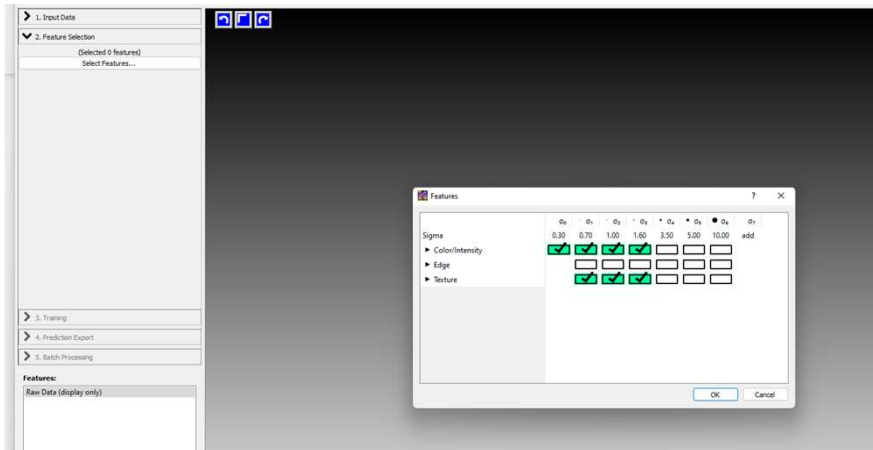 1. Input Data
2. Feature Selection
(Selected 0 features)
Select Features...
3. Training
4. Prediction Export
5. Batch Processing
Features:
Raw Data (display only)
Features
? ×
σ₀ σ₁ σ₂ σ₃ σ₄ σ₅ σ₆ σ₇
Sigma 0.30 0.70 1.00 1.60 3.50 5.00 10.00 add
Color/Intensity
Edge
Texture
OK Cancel